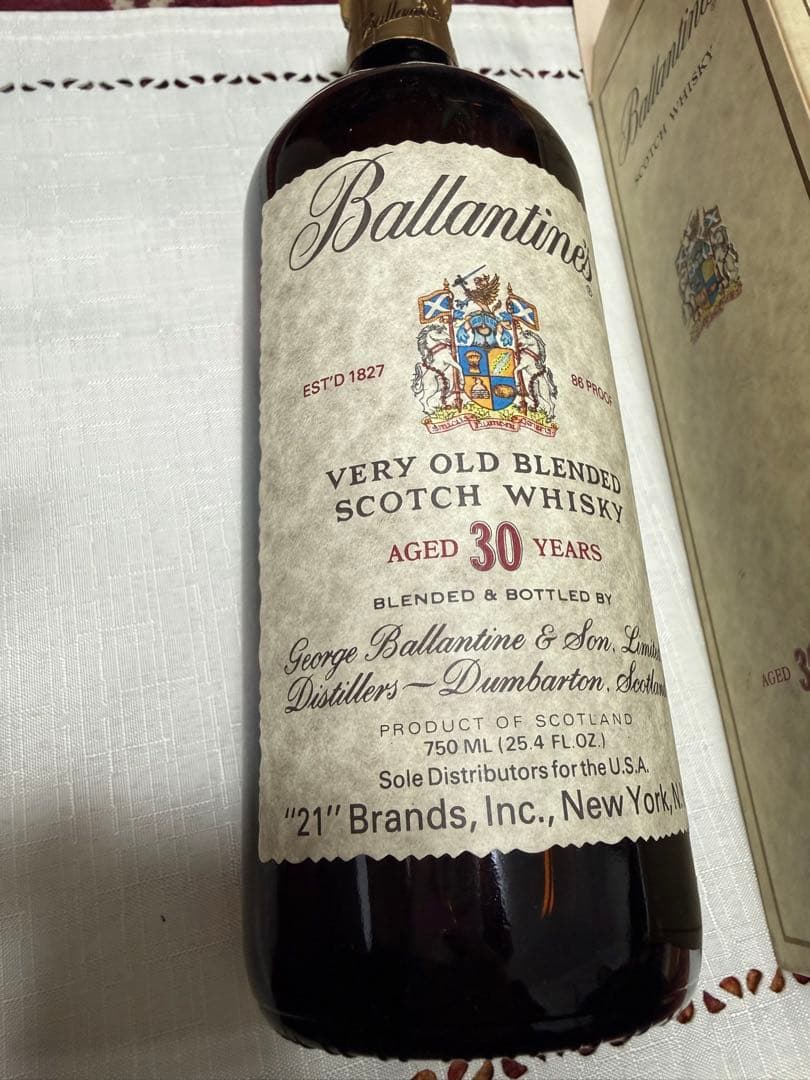 Ballantine's
EST'D 1827
86 PROOF
VERY OLD BLENDED
SCOTCH WHISKY
AGED 30 YEARS
BLENDED & BOTTLED BY
George Ballantine & Son, Limited
Distillers — Dumbarton, Scotland
PRODUCT OF SCOTLAND
750 ML (25.4 FL.OZ.)
Sole Distributors for the U.S.A.
"21" Brands, Inc., New York, N.
Ballantine's
SCOTCH WHISKY
AGED 3